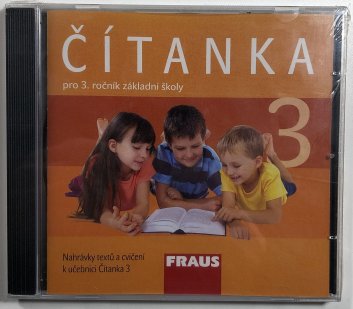 ČÍTANKA
pro 3. ročník základní školy
3
Nahrávky textů a cvičení
k učebnici Čítanka 3
FRAUS